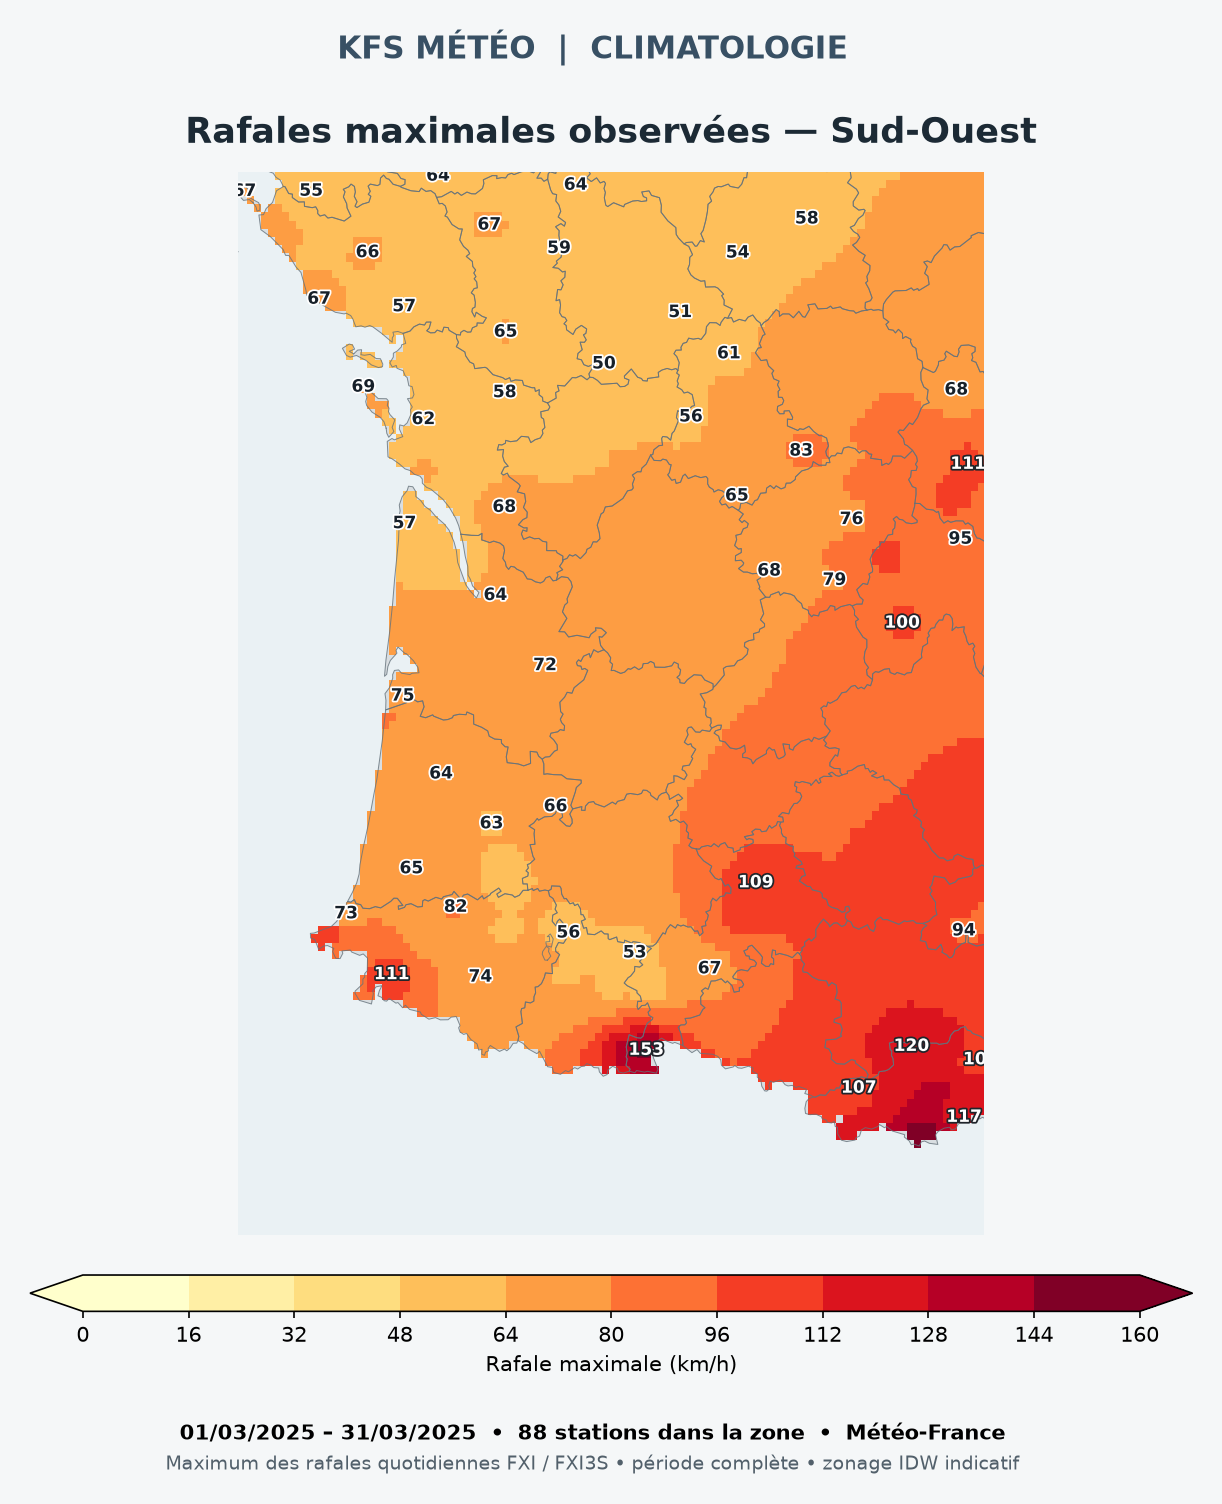 KFS MÉTÉO | CLIMATOLOGIE
Rafales maximales observées — Sud-Ouest
64
57 55 64
67 58
66 59 54
67 57 51
65 61
50
69 58 68
62 56
83 111
65
57 68 76 95
68 79
64 100
72
75
64
66
63
65 109
73 82
56 53 94
111 74 67
153 120 10
107
117
0 16 32 48 64 80 96 112 128 144 160
Rafale maximale (km/h)
01/03/2025 – 31/03/2025 • 88 stations dans la zone • Météo-France
Maximum des rafales quotidiennes FXI / FXI3S • période complète • zonage IDW indicatif